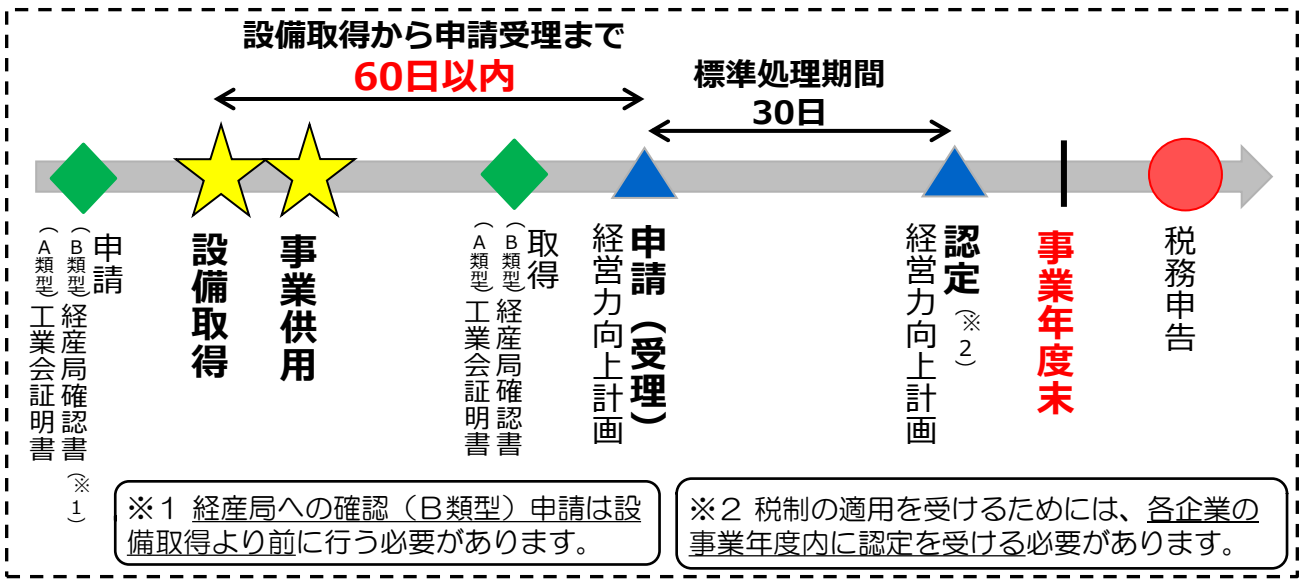 設備取得から申請受理まで
60日以内
標準処理期間
30日
申請
（Ｂ類型）経産局確認書（※１）
（Ａ類型）工業会証明書
設備取得
事業供用
取得
（Ｂ類型）経産局確認書
（Ａ類型）工業会証明書
申請（受理）
経営力向上計画
認定（※２）
経営力向上計画
事業年度末
税務申告
※１ 経産局への確認（Ｂ類型）申請は設
備取得より前に行う必要があります。
※２ 税制の適用を受けるためには、各企業の
事業年度内に認定を受ける必要があります。